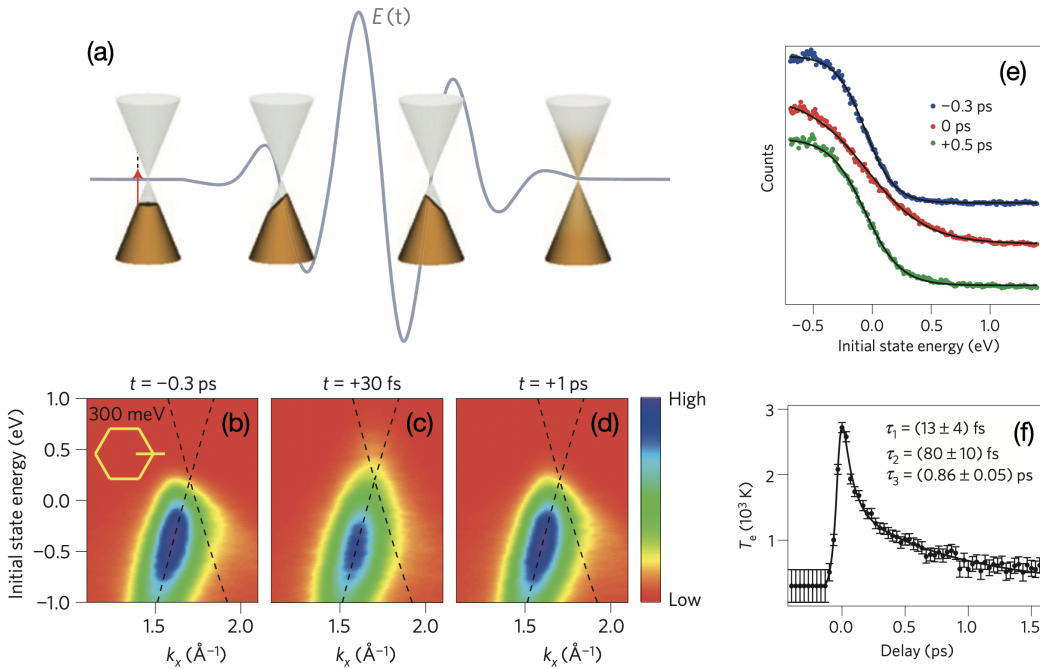 (a)
E(t)
(e)
−0.3 ps
0 ps
+0.5 ps
Counts
−0.5 0.0 0.5 1.0
Initial state energy (eV)
t = −0.3 ps
t = +30 fs
t = +1 ps
300 meV
(b)
(c)
(d)
High
Low
1.0
0.5
0.0
−0.5
−1.0
Initial state energy (eV)
1.5 2.0
1.5 2.0
1.5 2.0
kx (Å−1)
kx (Å−1)
kx (Å−1)
(f)
τ1 = (13 ± 4) fs
τ2 = (80 ± 10) fs
τ3 = (0.86 ± 0.05) ps
3
2
1
Te (10³ K)
0.0 0.5 1.0 1.5
Delay (ps)